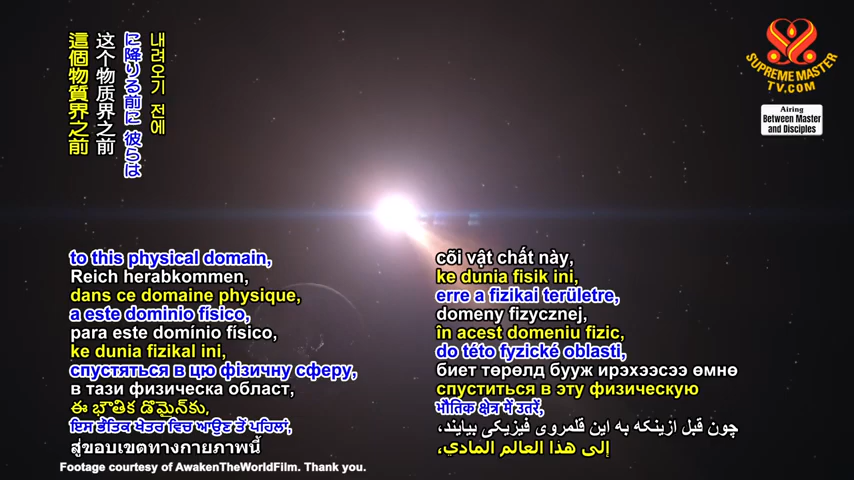 내려오기 전에
に降りる前に 彼らは
这个物质界之前
這個物質界之前
SUPREME MASTER
TV.COM
Airing
Between Master
and Disciples
to this physical domain,
Reich herabkommen,
dans ce domaine physique,
a este dominio físico,
para este domínio físico,
ke dunia fizikal ini,
спустяться в цю фізичну сферу,
в тази физическа област,
ఈ భౌతిక డొమైన్‌కు,
ਇਸ ਭੌਤਿਕ ਖੇਤਰ ਵਿਚ ਆਉਣ ਤੋਂ ਪਹਿਲਾਂ,
สู่ขอบเขตทางกายภาพนี้
cõi vật chất này,
ke dunia fisik ini,
erre a fizikai területre,
domeny fizycznej,
în acest domeniu fizic,
do této fyzické oblasti,
биет төрөлд бууж ирэхээсээ өмнө
спуститься в эту физическую
भौतिक क्षेत्र में उतरें,
چون قبل ازینکه به این قلمروی فیزیکی بیایند،
إلى هذا العالم المادي،
Footage courtesy of AwakenTheWorldFilm. Thank you.